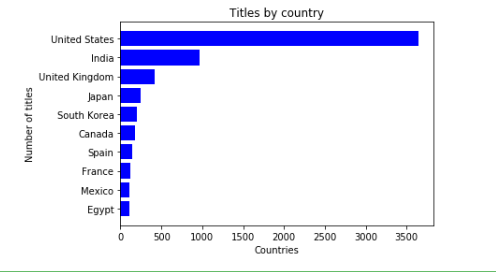 Titles by country
United States
India
United Kingdom
Japan
South Korea
Canada
Spain
France
Mexico
Egypt
Number of titles
0 500 1000 1500 2000 2500 3000 3500
Countries